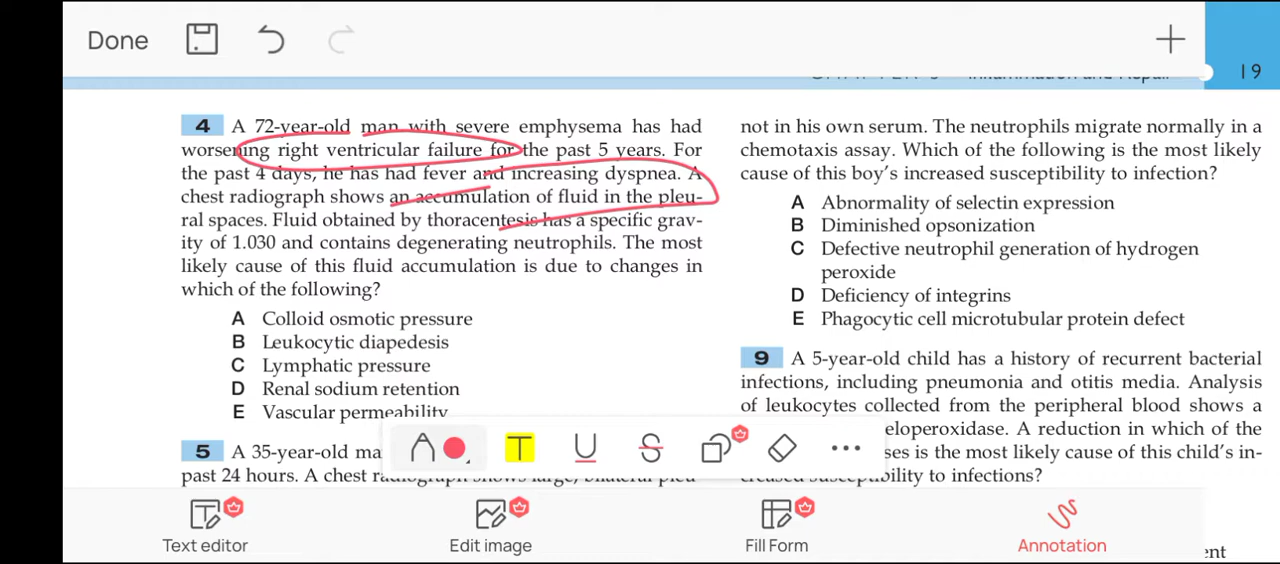 Done
19
4 A 72-year-old man with severe emphysema has had
worsening right ventricular failure for the past 5 years. For
the past 4 days, he has had fever and increasing dyspnea. A
chest radiograph shows an accumulation of fluid in the pleu-
ral spaces. Fluid obtained by thoracentesis has a specific grav-
ity of 1.030 and contains degenerating neutrophils. The most
likely cause of this fluid accumulation is due to changes in
which of the following?
A Colloid osmotic pressure
B Leukocytic diapedesis
C Lymphatic pressure
D Renal sodium retention
E Vascular permeability
5 A 35-year-old ma
past 24 hours. A chest radiograph shows large, bilateral pleu-
not in his own serum. The neutrophils migrate normally in a
chemotaxis assay. Which of the following is the most likely
cause of this boy's increased susceptibility to infection?
A Abnormality of selectin expression
B Diminished opsonization
C Defective neutrophil generation of hydrogen
peroxide
D Deficiency of integrins
E Phagocytic cell microtubular protein defect
9 A 5-year-old child has a history of recurrent bacterial
infections, including pneumonia and otitis media. Analysis
of leukocytes collected from the peripheral blood shows a
eloperoxidase. A reduction in which of the
ses is the most likely cause of this child's in-
creased susceptibility to infections?
T U S
Text editor
Edit image
Fill Form
Annotation
ent